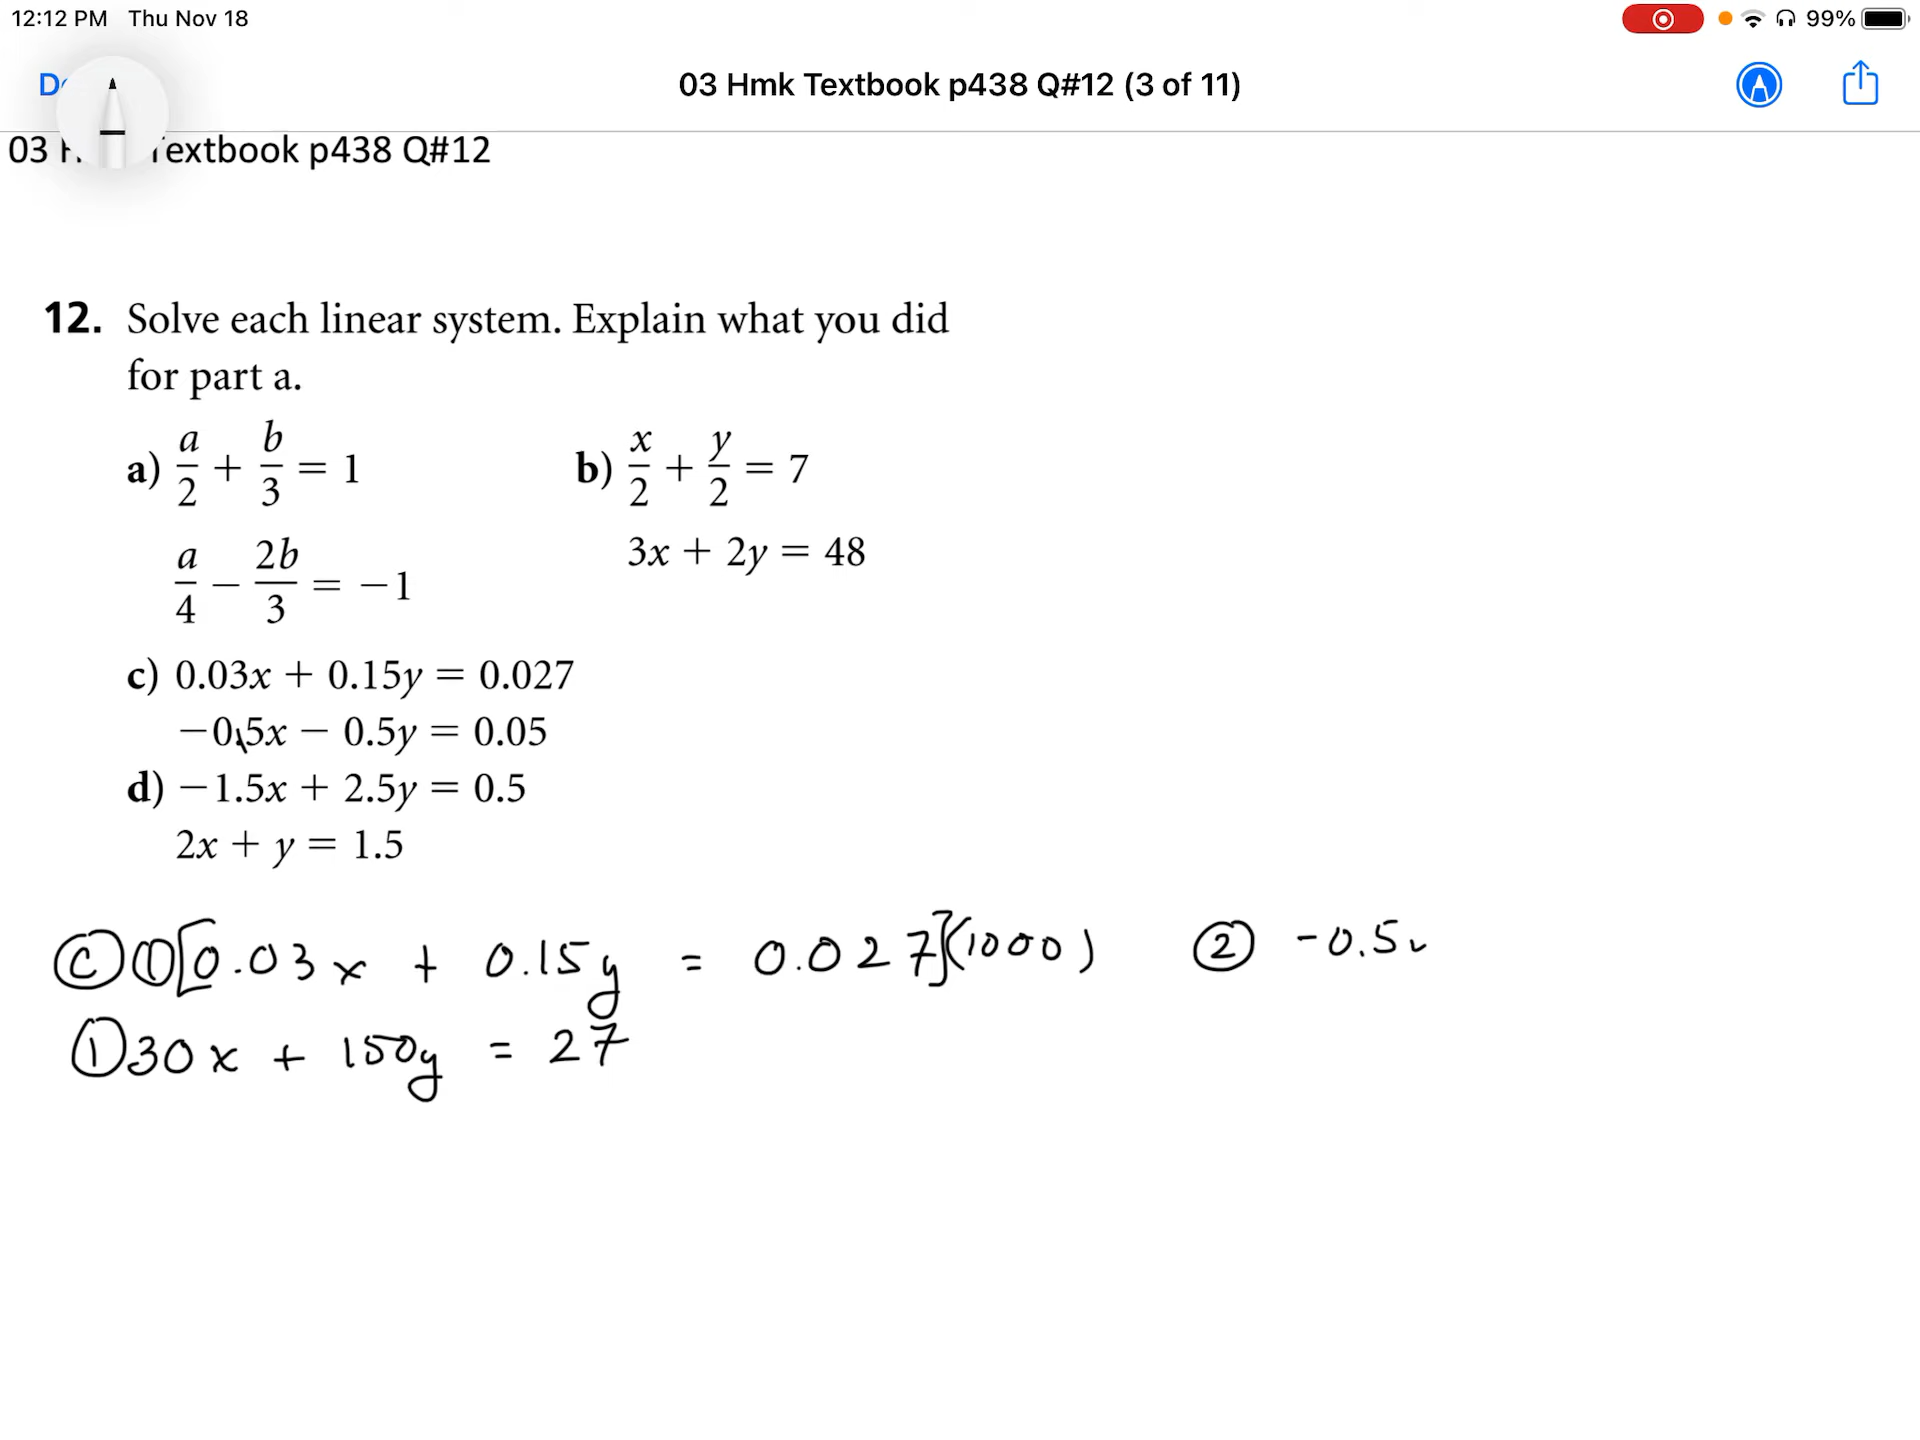 12:12 PM Thu Nov 18 99%
03 Hmk Textbook p438 Q#12 (3 of 11)
03 Textbook p438 Q#12
12. Solve each linear system. Explain what you did
for part a.
a) a/2 + b/3 = 1
a/4 − 2b/3 = −1
b) x/2 + y/2 = 7
3x + 2y = 48
c) 0.03x + 0.15y = 0.027
−0.5x − 0.5y = 0.05
d) −1.5x + 2.5y = 0.5
2x + y = 1.5
Ⓒ ① [0.03x + 0.15y = 0.027](1000)
② -0.5
① 30x + 150y = 27